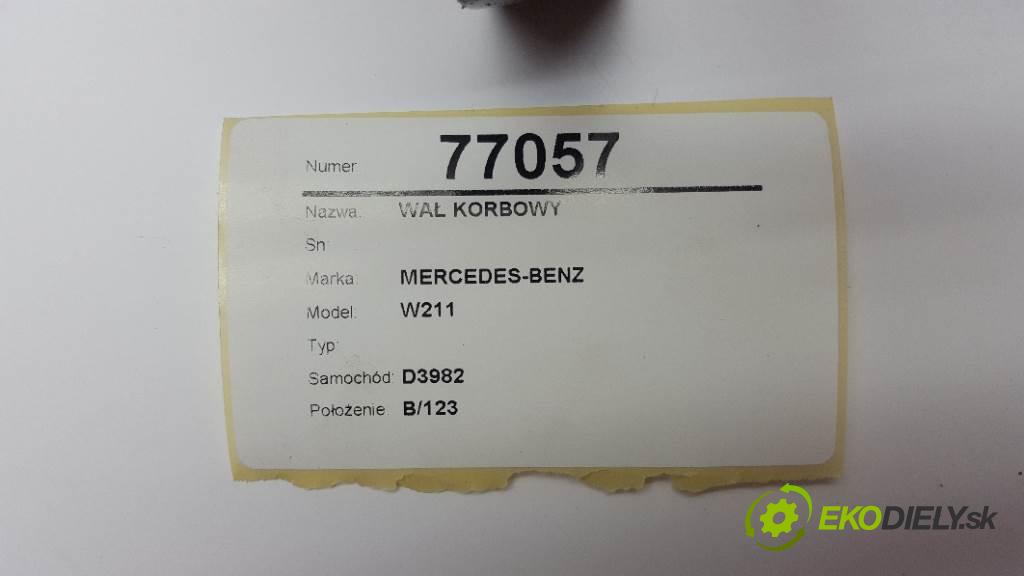 Numer: 77057
Nazwa: WAŁ KORBOWY
Sn:
Marka: MERCEDES-BENZ
Model: W211
Typ:
Samochód: D3982
Położenie: B/123
EKODIELY.sk